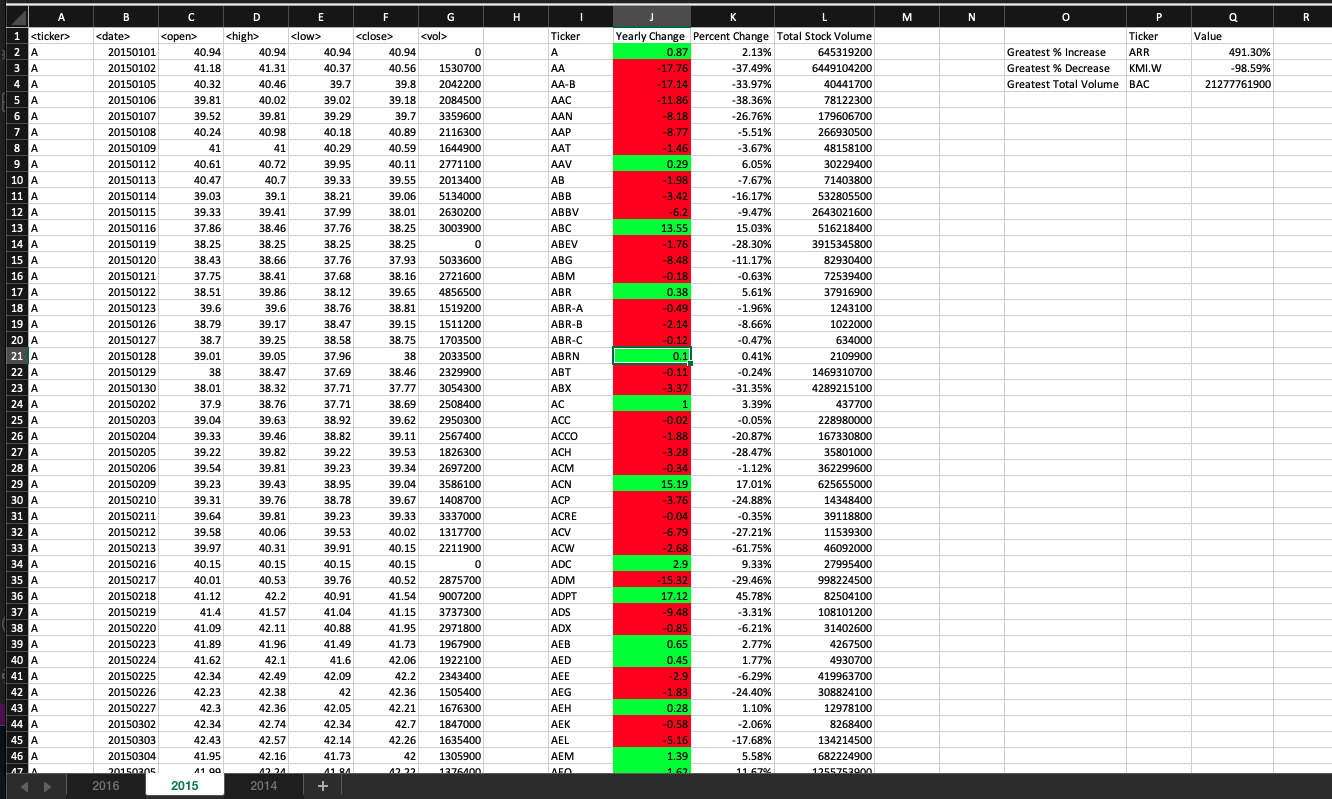 A B C D E F G H I J K L M N O P Q R
1 <ticker> <date> <open> <high> <low> <close> <vol> Ticker Yearly Change Percent Change Total Stock Volume Ticker Value
2 A 20150101 40.94 40.94 40.94 40.94 0 A 0.87 2.13% 645319200 Greatest % Increase ARR 491.30%
3 A 20150102 41.18 41.31 40.37 40.56 1530700 AA -17.76 -37.49% 6449104200 Greatest % Decrease KMI.W -98.59%
4 A 20150105 40.32 40.46 39.7 39.8 2042200 AA-B -17.14 -33.97% 40441700 Greatest Total Volume BAC 21277761900
5 A 20150106 39.81 40.02 39.02 39.18 2084500 AAC -11.86 -38.36% 78122300
6 A 20150107 39.52 39.81 39.29 39.7 3359600 AAN -8.18 -26.76% 179606700
7 A 20150108 40.24 40.98 40.18 40.89 2116300 AAP -8.77 -5.51% 266930500
8 A 20150109 41 41 40.29 40.59 1644900 AAT -1.46 -3.67% 48158100
9 A 20150112 40.61 40.72 39.95 40.11 2771100 AAV 0.29 6.05% 30229400
10 A 20150113 40.47 40.7 39.33 39.55 2013400 AB -1.98 -7.67% 71403800
11 A 20150114 39.03 39.1 38.21 39.06 5134000 ABB -3.42 -16.17% 532805500
12 A 20150115 39.33 39.41 37.99 38.01 2630200 ABBV -6.2 -9.47% 2643021600
13 A 20150116 37.86 38.46 37.76 38.25 3003900 ABC 13.55 15.03% 516218400
14 A 20150119 38.25 38.25 38.25 38.25 0 ABEV -1.76 -28.30% 3915345800
15 A 20150120 38.43 38.66 37.76 37.93 5033600 ABG -8.48 -11.17% 82930400
16 A 20150121 37.75 38.41 37.68 38.16 2721600 ABM -0.18 -0.63% 72539400
17 A 20150122 38.51 39.86 38.12 39.65 4856500 ABR 0.38 5.61% 37916900
18 A 20150123 39.6 39.6 38.76 38.81 1519200 ABR-A -0.49 -1.96% 1243100
19 A 20150126 38.79 39.17 38.47 39.15 1511200 ABR-B -2.14 -8.66% 1022000
20 A 20150127 38.7 39.25 38.58 38.75 1703500 ABR-C -0.12 -0.47% 634000
21 A 20150128 39.01 39.05 37.96 38 2033500 ABRN 0.1 0.41% 2109900
22 A 20150129 38 38.47 37.69 38.46 2329900 ABT -0.11 -0.24% 1469310700
23 A 20150130 38.01 38.32 37.71 37.77 3054300 ABX -3.37 -31.35% 4289215100
24 A 20150202 37.9 38.76 37.71 38.69 2508400 AC 1 3.39% 437700
25 A 20150203 39.04 39.63 38.92 39.62 2950300 ACC -0.02 -0.05% 228980000
26 A 20150204 39.33 39.46 38.82 39.11 2567400 ACCO -1.88 -20.87% 167330800
27 A 20150205 39.22 39.82 39.22 39.53 1826300 ACH -3.28 -28.47% 35801000
28 A 20150206 39.54 39.81 39.23 39.34 2697200 ACM -0.34 -1.12% 362299600
29 A 20150209 39.23 39.43 38.95 39.04 3586100 ACN 15.19 17.01% 625655000
30 A 20150210 39.31 39.76 38.78 39.67 1408700 ACP -3.76 -24.88% 14348400
31 A 20150211 39.64 39.81 39.23 39.33 3337000 ACRE -0.04 -0.35% 39118800
32 A 20150212 39.58 40.06 39.53 40.02 1317700 ACV -6.79 -27.21% 11539300
33 A 20150213 39.97 40.31 39.91 40.15 2211900 ACW -2.68 -61.75% 46092000
34 A 20150216 40.15 40.15 40.15 40.15 0 ADC 2.9 9.33% 27995400
35 A 20150217 40.01 40.53 39.76 40.52 2875700 ADM -15.32 -29.46% 998224500
36 A 20150218 41.12 42.2 40.91 41.54 9007200 ADPT 17.12 45.78% 82504100
37 A 20150219 41.4 41.57 41.04 41.15 3737300 ADS -9.48 -3.31% 108101200
38 A 20150220 41.09 42.11 40.88 41.95 2971800 ADX -0.85 -6.21% 31402600
39 A 20150223 41.89 41.96 41.49 41.73 1967900 AEB 0.65 2.77% 4267500
40 A 20150224 41.62 42.1 41.6 42.06 1922100 AED 0.45 1.77% 4930700
41 A 20150225 42.34 42.49 42.09 42.2 2343400 AEE -2.9 -6.29% 419963700
42 A 20150226 42.23 42.38 42 42.36 1505400 AEG -1.83 -24.40% 308824100
43 A 20150227 42.3 42.36 42.05 42.21 1676300 AEH 0.28 1.10% 12978100
44 A 20150302 42.34 42.74 42.34 42.7 1847000 AEK -0.58 -2.06% 8268400
45 A 20150303 42.43 42.57 42.14 42.26 1635400 AEL -5.16 -17.68% 134214500
46 A 20150304 41.95 42.16 41.73 42 1305900 AEM 1.39 5.58% 682224900
47 A 20150305 41.99 42.24 41.84 42.22 1376400 AEO 1.62 11.67% 1255753900
2016 2015 2014 +